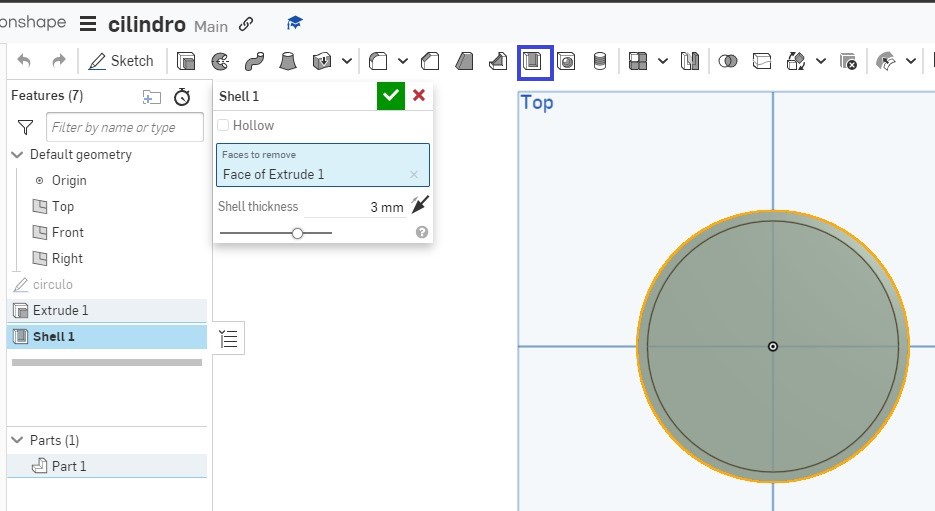 onshape
cilindro Main
Sketch
Features (7)
Filter by name or type
Default geometry
Origin
Top
Front
Right
circulo
Extrude 1
Shell 1
Parts (1)
Part 1
Shell 1
Hollow
Faces to remove
Face of Extrude 1
Shell thickness 3 mm
Top